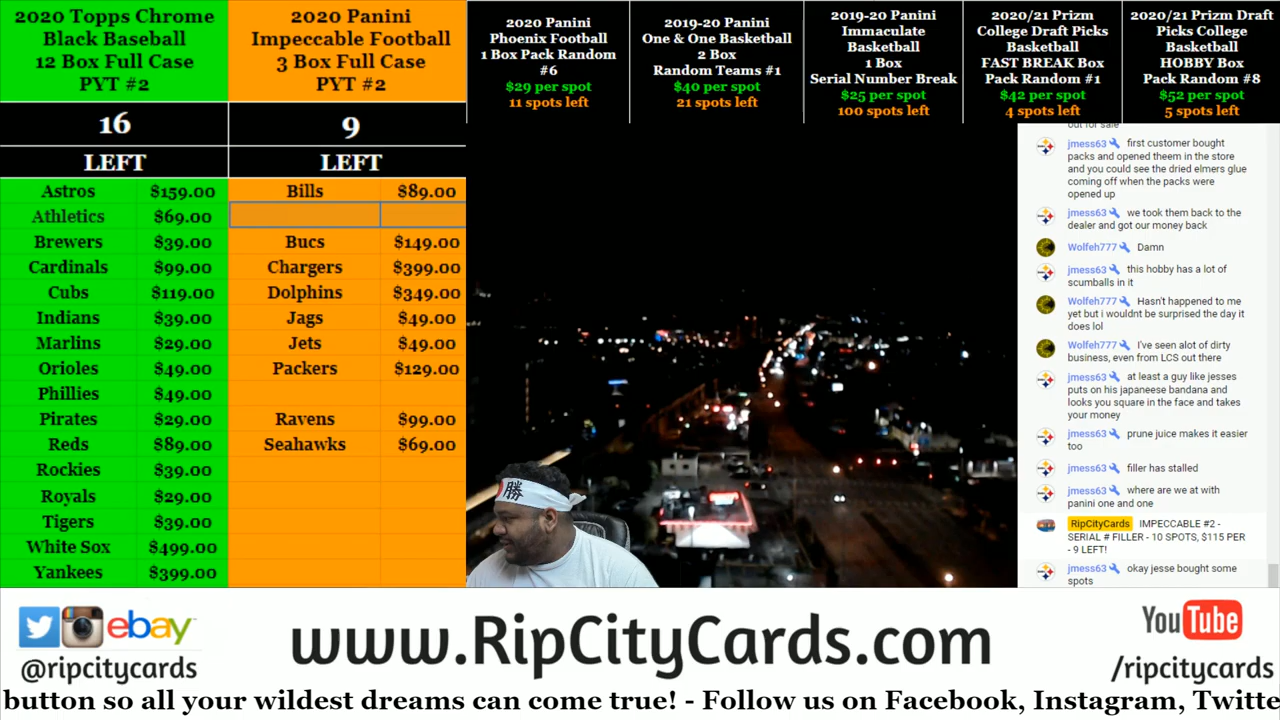 2020 Topps Chrome
Black Baseball
12 Box Full Case
PYT #2
16
LEFT
Astros $159.00
Athletics $69.00
Brewers $39.00
Cardinals $99.00
Cubs $119.00
Indians $39.00
Marlins $29.00
Orioles $49.00
Phillies $49.00
Pirates $29.00
Reds $89.00
Rockies $39.00
Royals $29.00
Tigers $39.00
White Sox $499.00
Yankees $399.00
2020 Panini
Impeccable Football
3 Box Full Case
PYT #2
9
LEFT
Bills $89.00
Bucs $149.00
Chargers $399.00
Dolphins $349.00
Jags $49.00
Jets $49.00
Packers $129.00
Ravens $99.00
Seahawks $69.00
2020 Panini
Phoenix Football
1 Box Pack Random
#6
$29 per spot
11 spots left
2019-20 Panini
One & One Basketball
2 Box
Random Teams #1
$40 per spot
21 spots left
2019-20 Panini
Immaculate
Basketball
1 Box
Serial Number Break
$25 per spot
100 spots left
2020/21 Prizm
College Draft Picks
Basketball
FAST BREAK Box
Pack Random #1
$42 per spot
4 spots left
2020/21 Prizm Draft
Picks College
Basketball
HOBBY Box
Pack Random #8
$52 per spot
5 spots left
out for sale
jmess63 first customer bought
packs and opened theem in the store
and you could see the dried elmers glue
coming off when the packs were
opened up
jmess63 we took them back to the
dealer and got our money back
Wolfeh777 Damn
jmess63 this hobby has a lot of
scumballs in it
Wolfeh777 Hasn't happened to me
yet but i wouldnt be surprised the day it
does lol
Wolfeh777 I've seen alot of dirty
business, even from LCS out there
jmess63 at least a guy like jesses
puts on his japaneese bandana and
looks you square in the face and takes
your money
jmess63 prune juice makes it easier
too
jmess63 filler has stalled
jmess63 where are we at with
panini one and one
RipCityCards IMPECCABLE #2 -
SERIAL # FILLER - 10 SPOTS, $115 PER
- 9 LEFT!
jmess63 okay jesse bought some
spots
勝
ebay
@ripcitycards
www.RipCityCards.com
YouTube
/ripcitycards
button so all your wildest dreams can come true! - Follow us on Facebook, Instagram, Twitte